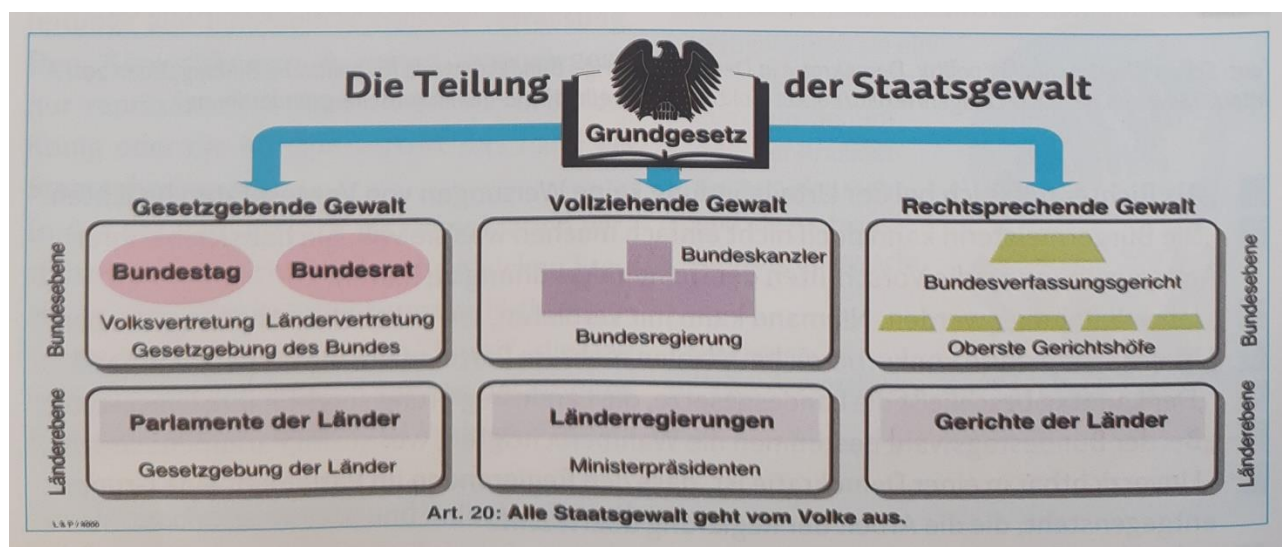 Die Teilung der Staatsgewalt
Grundgesetz
Gesetzgebende Gewalt
Vollziehende Gewalt
Rechtsprechende Gewalt
Bundesebene
Bundestag
Bundesrat
Volksvertretung Ländervertretung
Gesetzgebung des Bundes
Bundeskanzler
Bundesregierung
Bundesverfassungsgericht
Oberste Gerichtshöfe
Bundesebene
Länderebene
Parlamente der Länder
Gesetzgebung der Länder
Länderregierungen
Ministerpräsidenten
Gerichte der Länder
Länderebene
Art. 20: Alle Staatsgewalt geht vom Volke aus.